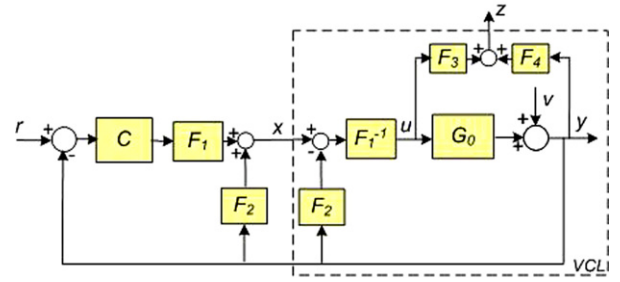 z
+ +
F3 F4
v
r + - C F1 + + x + - F1-1 u G0 + + y
F2 F2
VCL